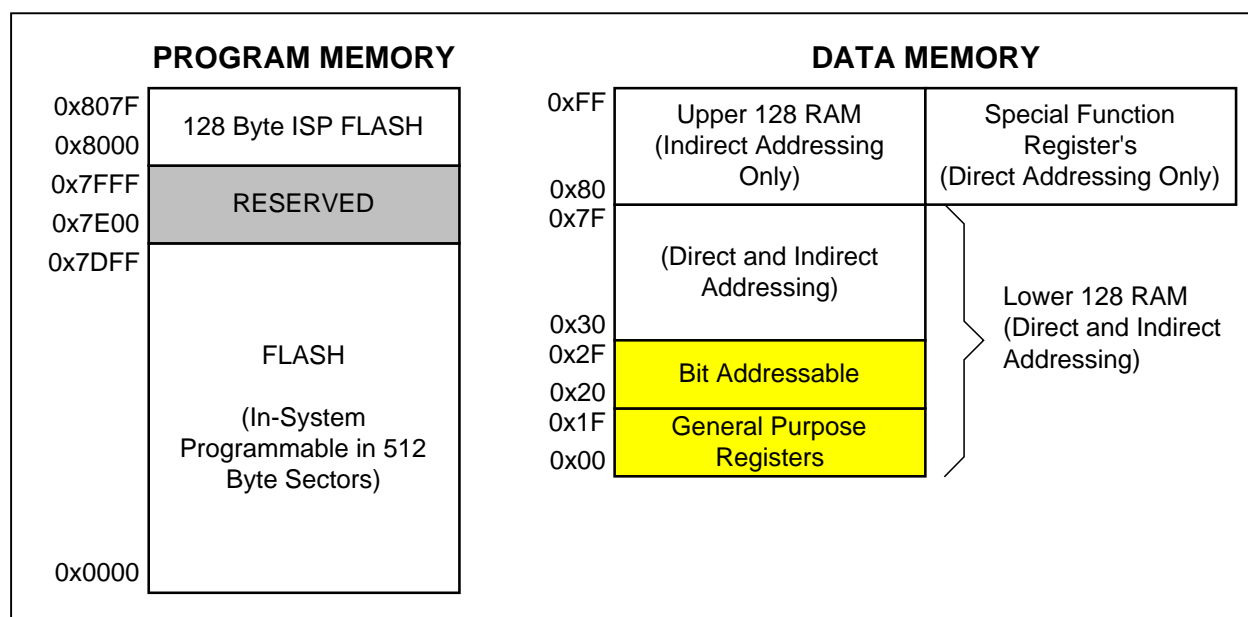 PROGRAM MEMORY
0x807F
128 Byte ISP FLASH
0x8000
0x7FFF
RESERVED
0x7E00
0x7DFF
FLASH
(In-System
Programmable in 512
Byte Sectors)
0x0000
DATA MEMORY
0xFF
Upper 128 RAM
(Indirect Addressing
Only)
0x80
Special Function
Register's
(Direct Addressing Only)
0x7F
(Direct and Indirect
Addressing)
0x30
0x2F
Bit Addressable
0x20
0x1F
General Purpose
Registers
0x00
Lower 128 RAM
(Direct and Indirect
Addressing)